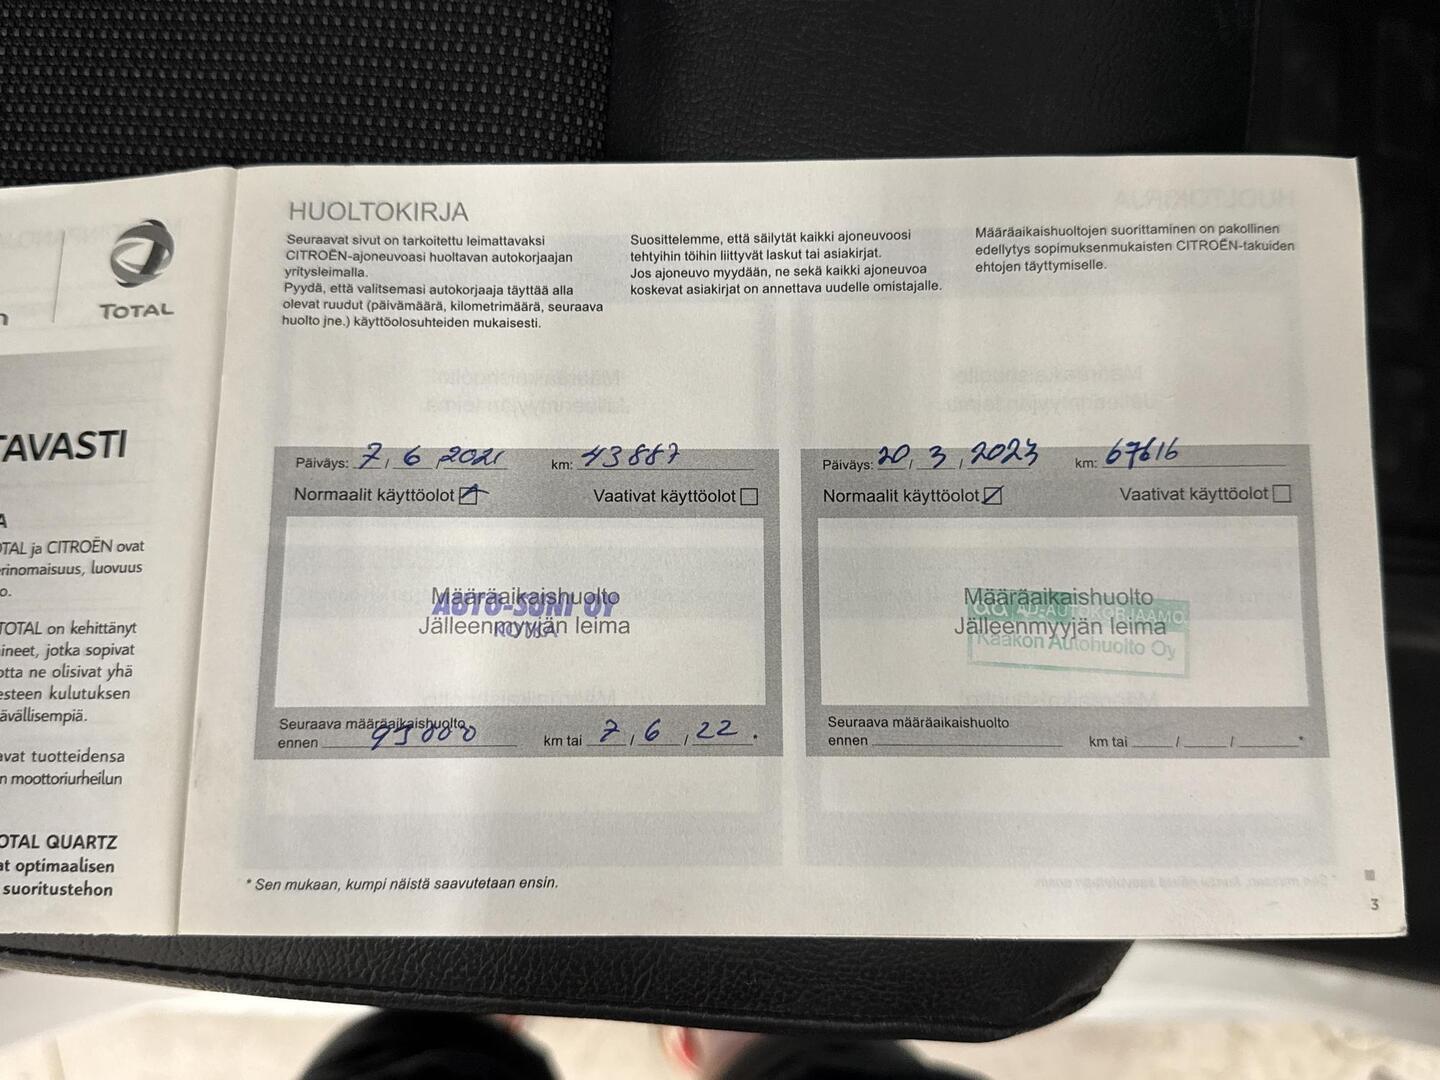 TOTAL
TAVASTI
A
OTAL ja CITROËN ovat
rinomaisuus, luovuus
o.
TOTAL on kehittänyt
ineet, jotka sopivat
otta ne olisivat yhä
esteen kulutuksen
ävällisempiä.
avat tuotteidensa
n moottoriurheilun
OTAL QUARTZ
at optimaalisen
suoritustehon
HUOLTOKIRJA
Seuraavat sivut on tarkoitettu leimattavaksi
CITROËN-ajoneuvoasi huoltavan autokorjaajan
yritysleimalla.
Pyydä, että valitsemasi autokorjaaja täyttää alla
olevat ruudut (päivämäärä, kilometrimäärä, seuraava
huolto jne.) käyttöolosuhteiden mukaisesti.
Suosittelemme, että säilytät kaikki ajoneuvoosi
tehtyihin töihin liittyvät laskut tai asiakirjat.
Jos ajoneuvo myydään, ne sekä kaikki ajoneuvoa
koskevat asiakirjat on annettava uudelle omistajalle.
Määräaikaishuoltojen suorittaminen on pakollinen
edellytys sopimuksenmukaisten CITROËN-takuiden
ehtojen täyttymiselle.
Päiväys: 7 / 6 / 2021 km: 43887
Normaalit käyttöolot Vaativat käyttöolot
Määräaikaishuolto
AUTO-SUNI OY
Jälleenmyyjän leima
Seuraava määräaikaishuolto
ennen km tai 7 / 6 / 22 .
Päiväys: 20 / 3 / 2023 km: 67616
Normaalit käyttöolot Vaativat käyttöolot
Määräaikaishuolto
AD-AUTOKORJAAMO
Jälleenmyyjän leima
Kaakon Autohuolto Oy
Seuraava määräaikaishuolto
ennen km tai / / *
* Sen mukaan, kumpi näistä saavutetaan ensin.
3